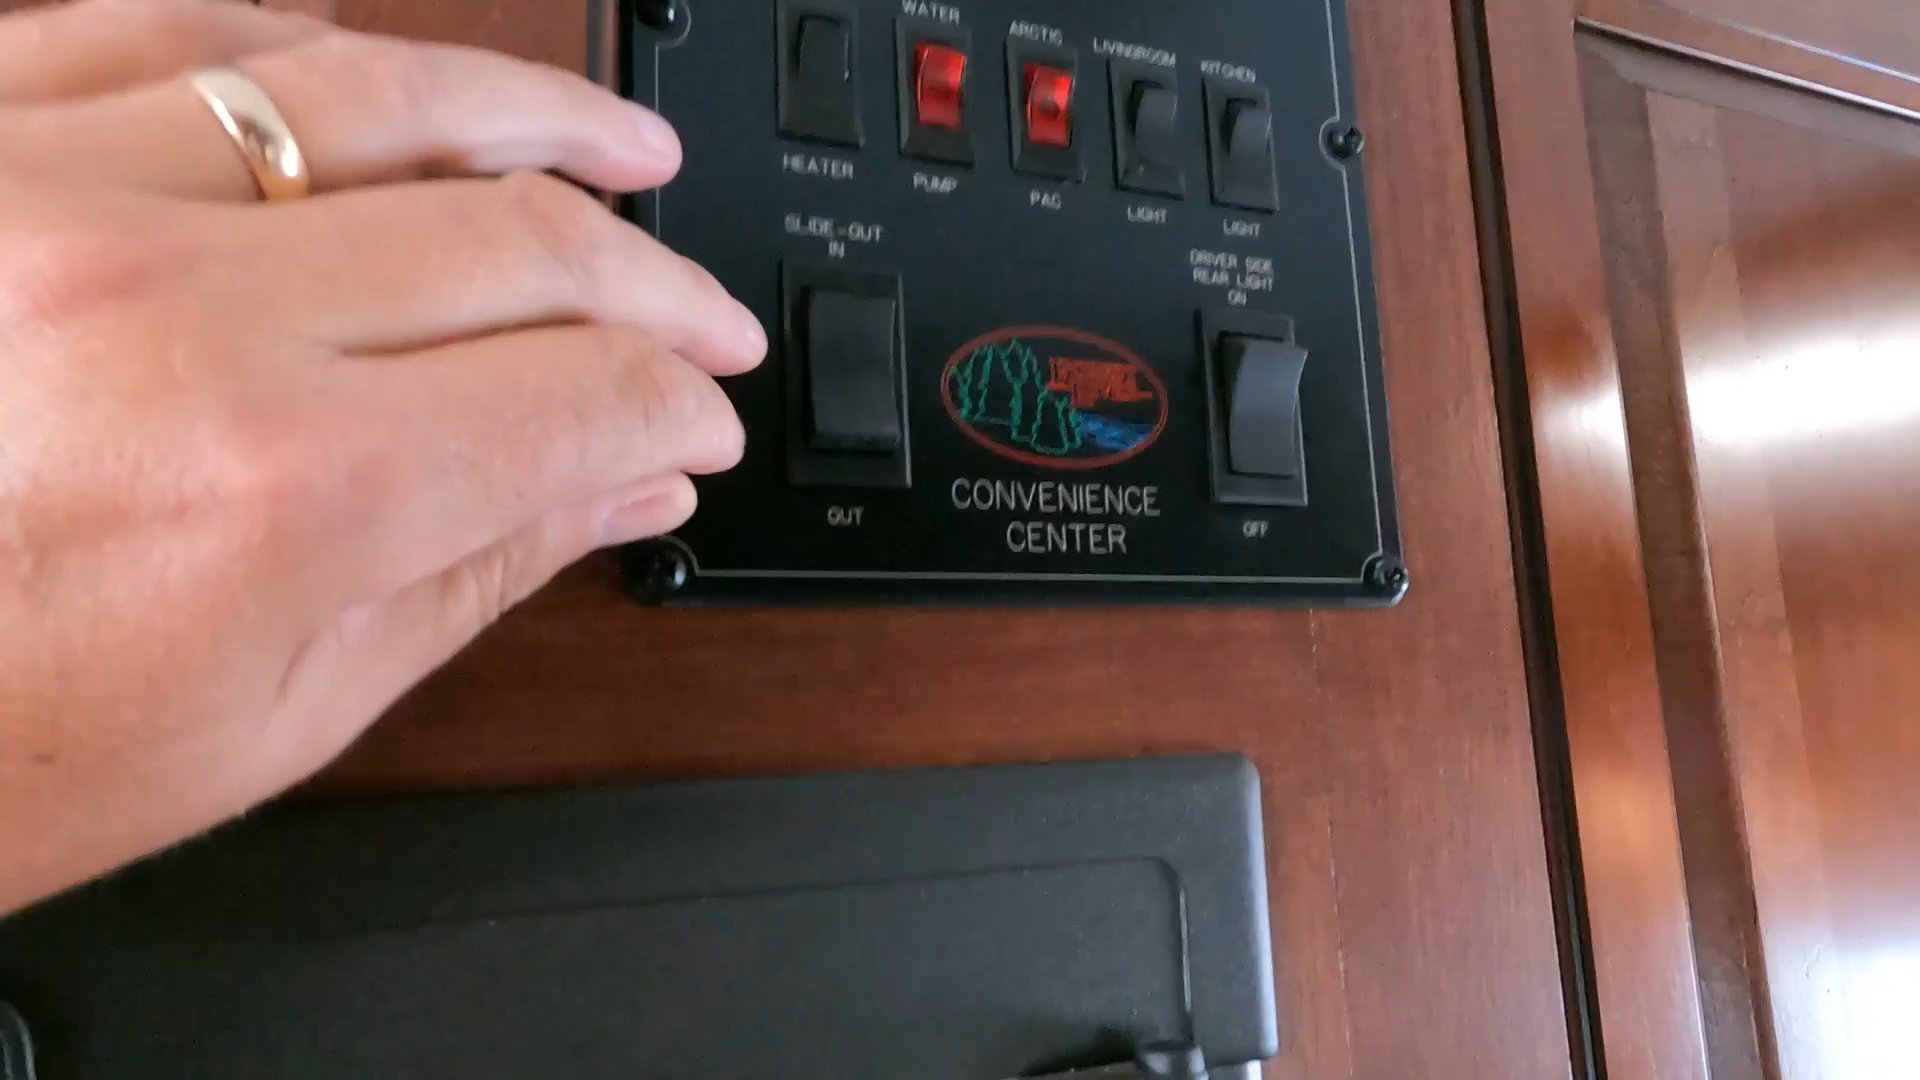 WATER
ARCTIC
LIVINGROOM
KITCHEN
HEATER
PUMP
PAC
LIGHT
LIGHT
SLIDE-OUT
IN
DRIVER SIDE
REAR LIGHT
ON
CONVENIENCE
CENTER
OUT
OFF